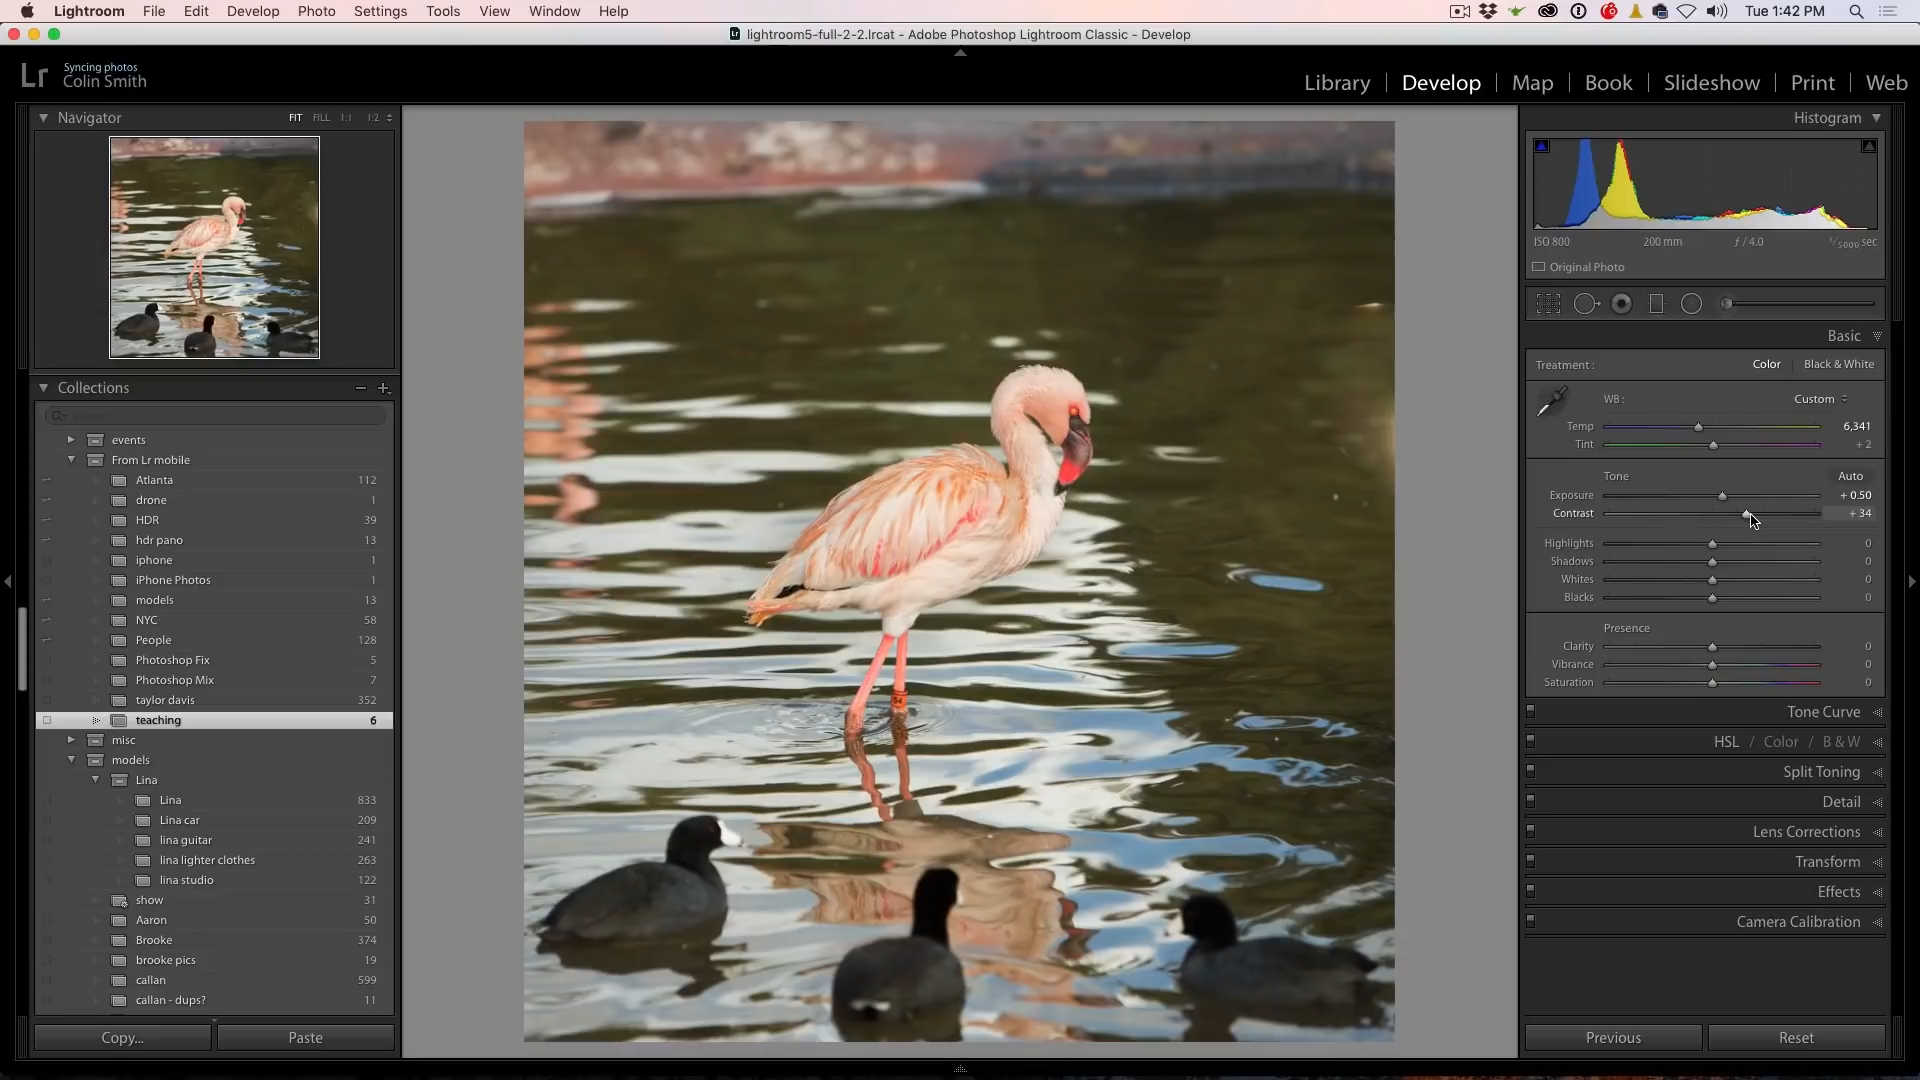 Lightroom File Edit Develop Photo Settings Tools View Window Help
Tue 1:42 PM
Lr lightroom5-full-2-2.lrcat - Adobe Photoshop Lightroom Classic - Develop
Lr
Syncing photos
Colin Smith
Library | Develop | Map | Book | Slideshow | Print | Web
Navigator FIT FILL 1:1 1:2
Collections
events
From Lr mobile
Atlanta 112
drone 1
HDR 39
hdr pano 13
iphone 1
iPhone Photos 1
models 13
NYC 58
People 128
Photoshop Fix 5
Photoshop Mix 7
taylor davis 352
teaching 6
misc
models
Lina
Lina 833
Lina car 209
lina guitar 241
lina lighter clothes 263
lina studio 122
show 31
Aaron 50
Brooke 374
brooke pics 19
callan 599
callan - dups? 11
Copy... Paste
Histogram
ISO 800 200 mm ƒ / 4.0 1/5000 sec
Original Photo
Basic
Treatment : Color | Black & White
WB : Custom
Temp 6,341
Tint + 2
Tone Auto
Exposure + 0.50
Contrast + 34
Highlights 0
Shadows 0
Whites 0
Blacks 0
Presence
Clarity 0
Vibrance 0
Saturation 0
Tone Curve
HSL / Color / B & W
Split Toning
Detail
Lens Corrections
Transform
Effects
Camera Calibration
Previous Reset